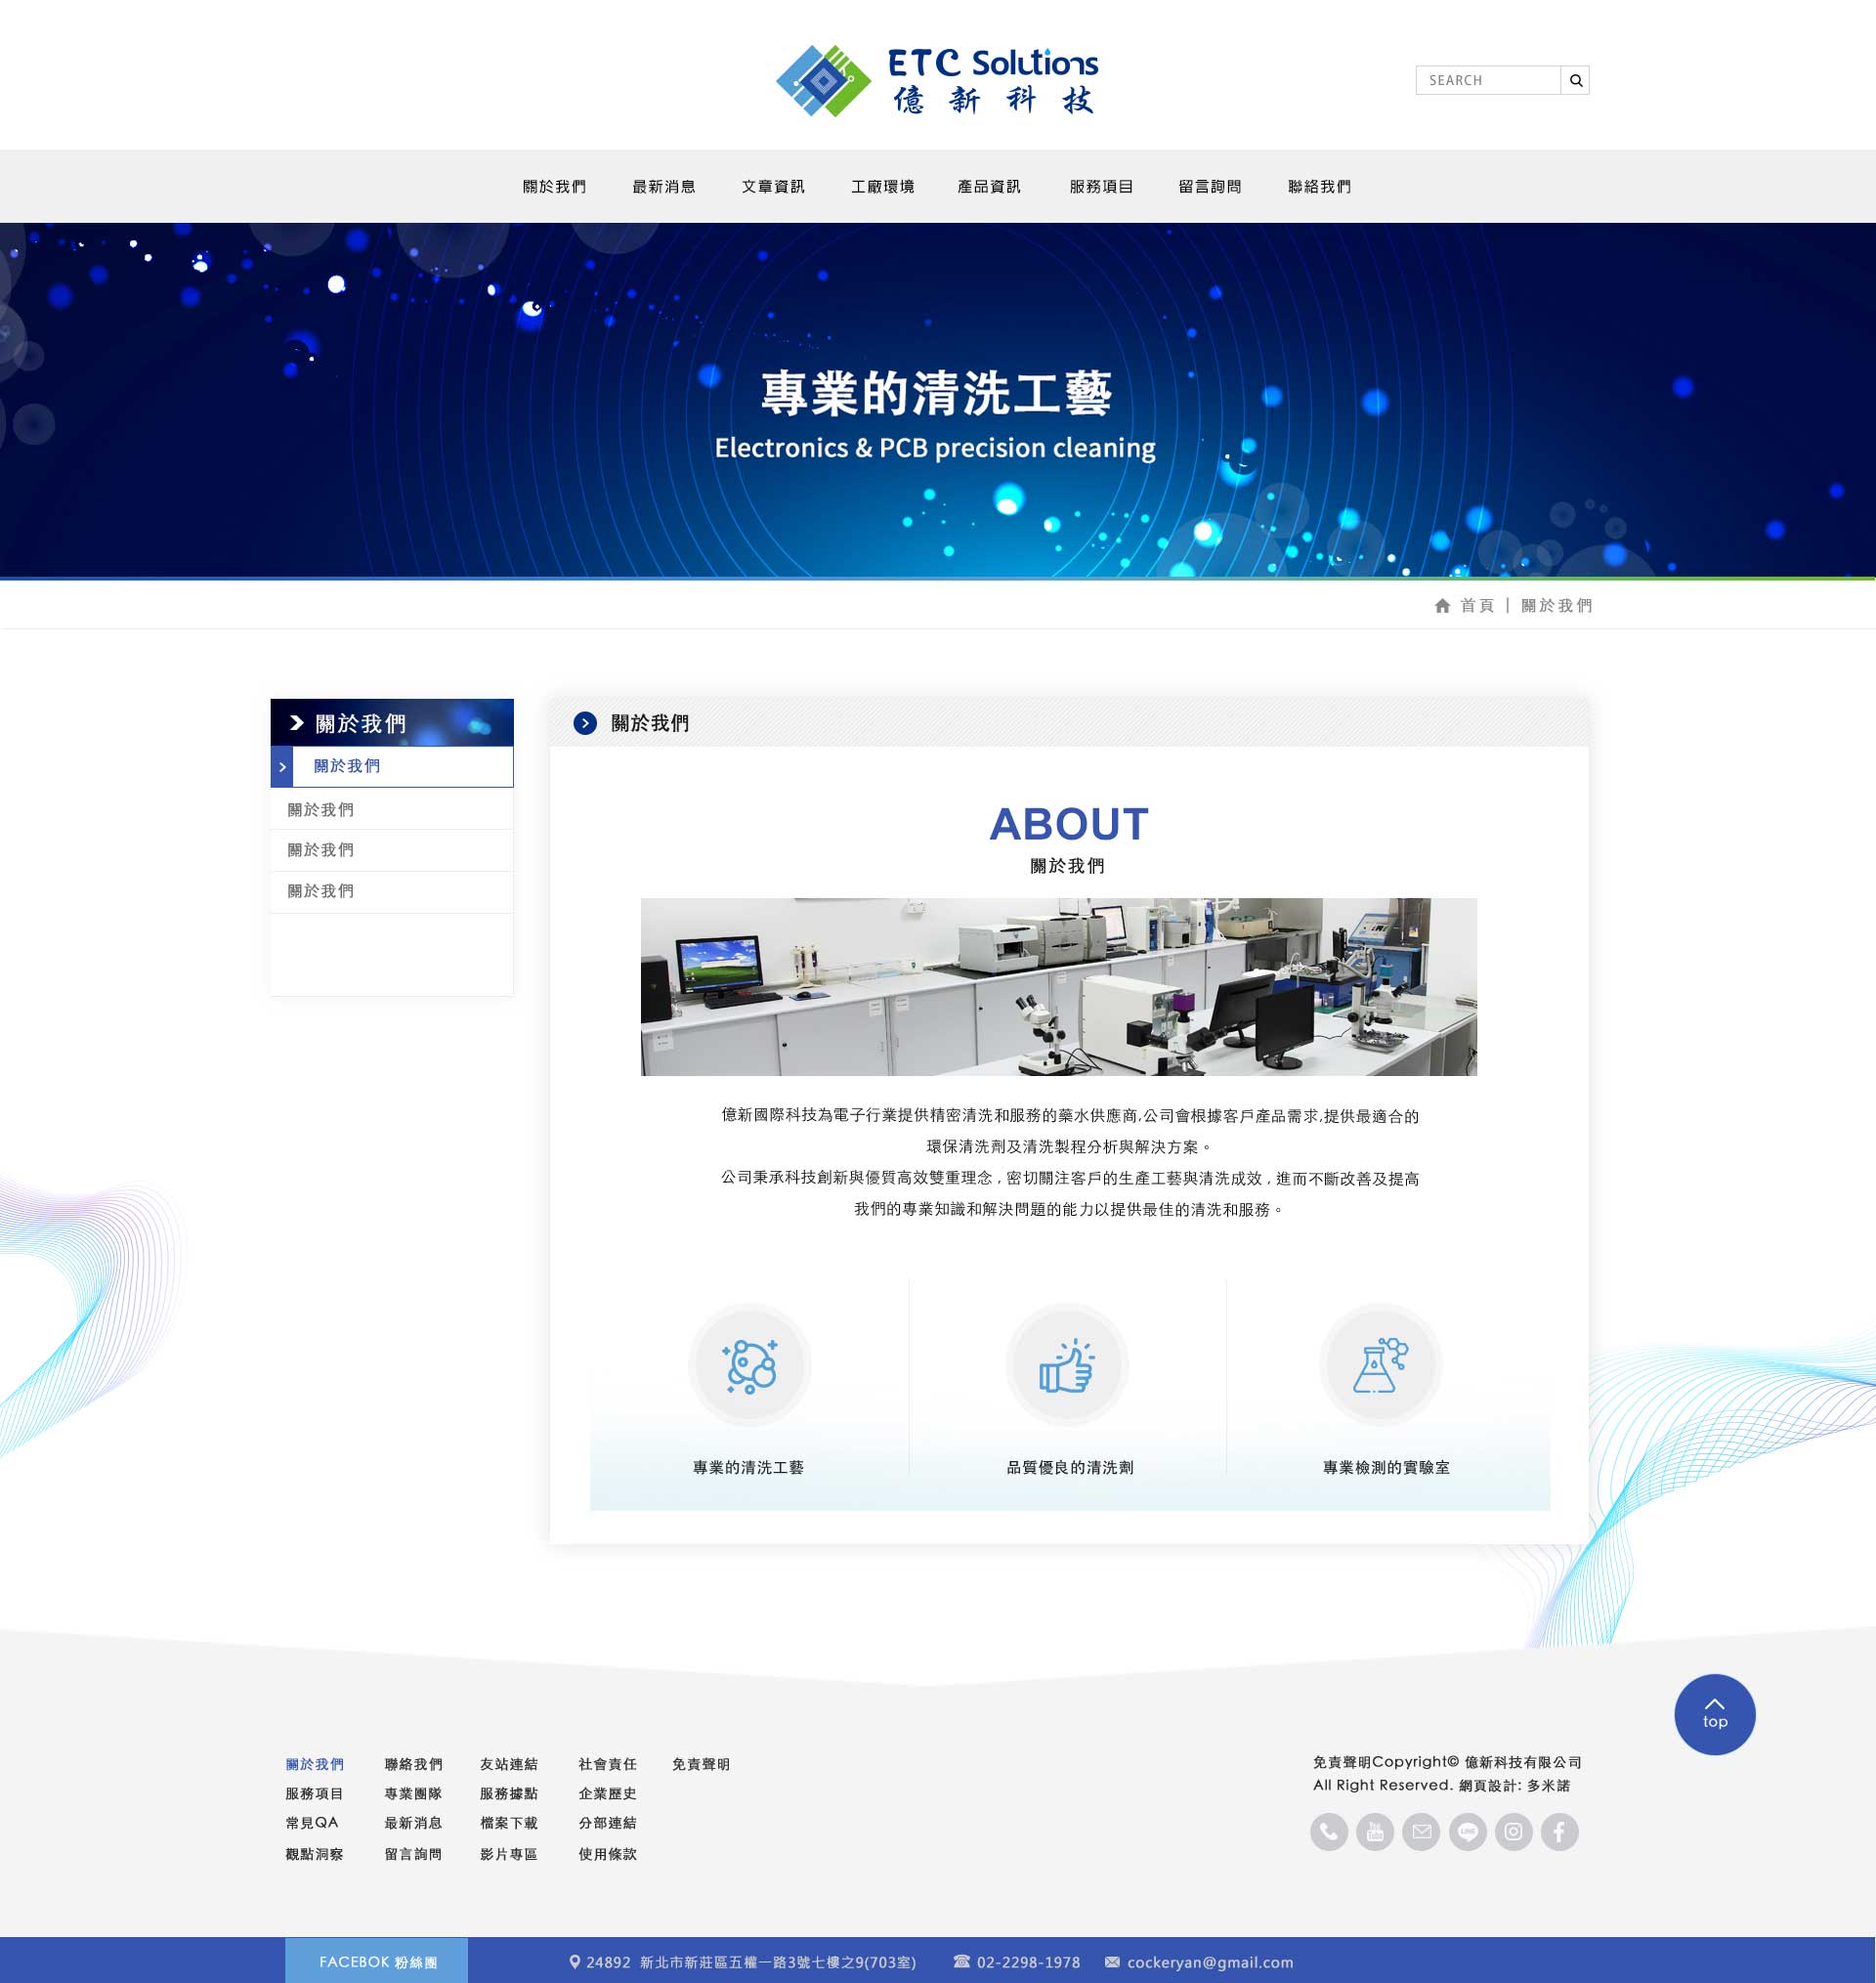 ETC Solutions
億新科技
SEARCH
關於我們 最新消息 文章資訊 工廠環境 產品資訊 服務項目 留言詢問 聯絡我們
專業的清洗工藝
Electronics & PCB precision cleaning
首頁 | 關於我們
關於我們
關於我們
關於我們
關於我們
關於我們
關於我們
ABOUT
關於我們
億新國際科技為電子行業提供精密清洗和服務的藥水供應商,公司會根據客戶產品需求,提供最適合的
環保清洗劑及清洗製程分析與解決方案。
公司秉承科技創新與優質高效雙重理念,密切關注客戶的生產工藝與清洗成效,進而不斷改善及提高
我們的專業知識和解決問題的能力以提供最佳的清洗和服務。
專業的清洗工藝 品質優良的清洗劑 專業檢測的實驗室
top
關於我們 聯絡我們 友站連結 社會責任 免責聲明
服務項目 專業團隊 服務據點 企業歷史
常見QA 最新消息 檔案下載 分部連結
觀點洞察 留言詢問 影片專區 使用條款
免責聲明Copyright© 億新科技有限公司
All Right Reserved. 網頁設計: 多米諾
You Tube LINE
FACEBOK 粉絲團 24892 新北市新莊區五權一路3號七樓之9(703室) 02-2298-1978 cockeryan@gmail.com